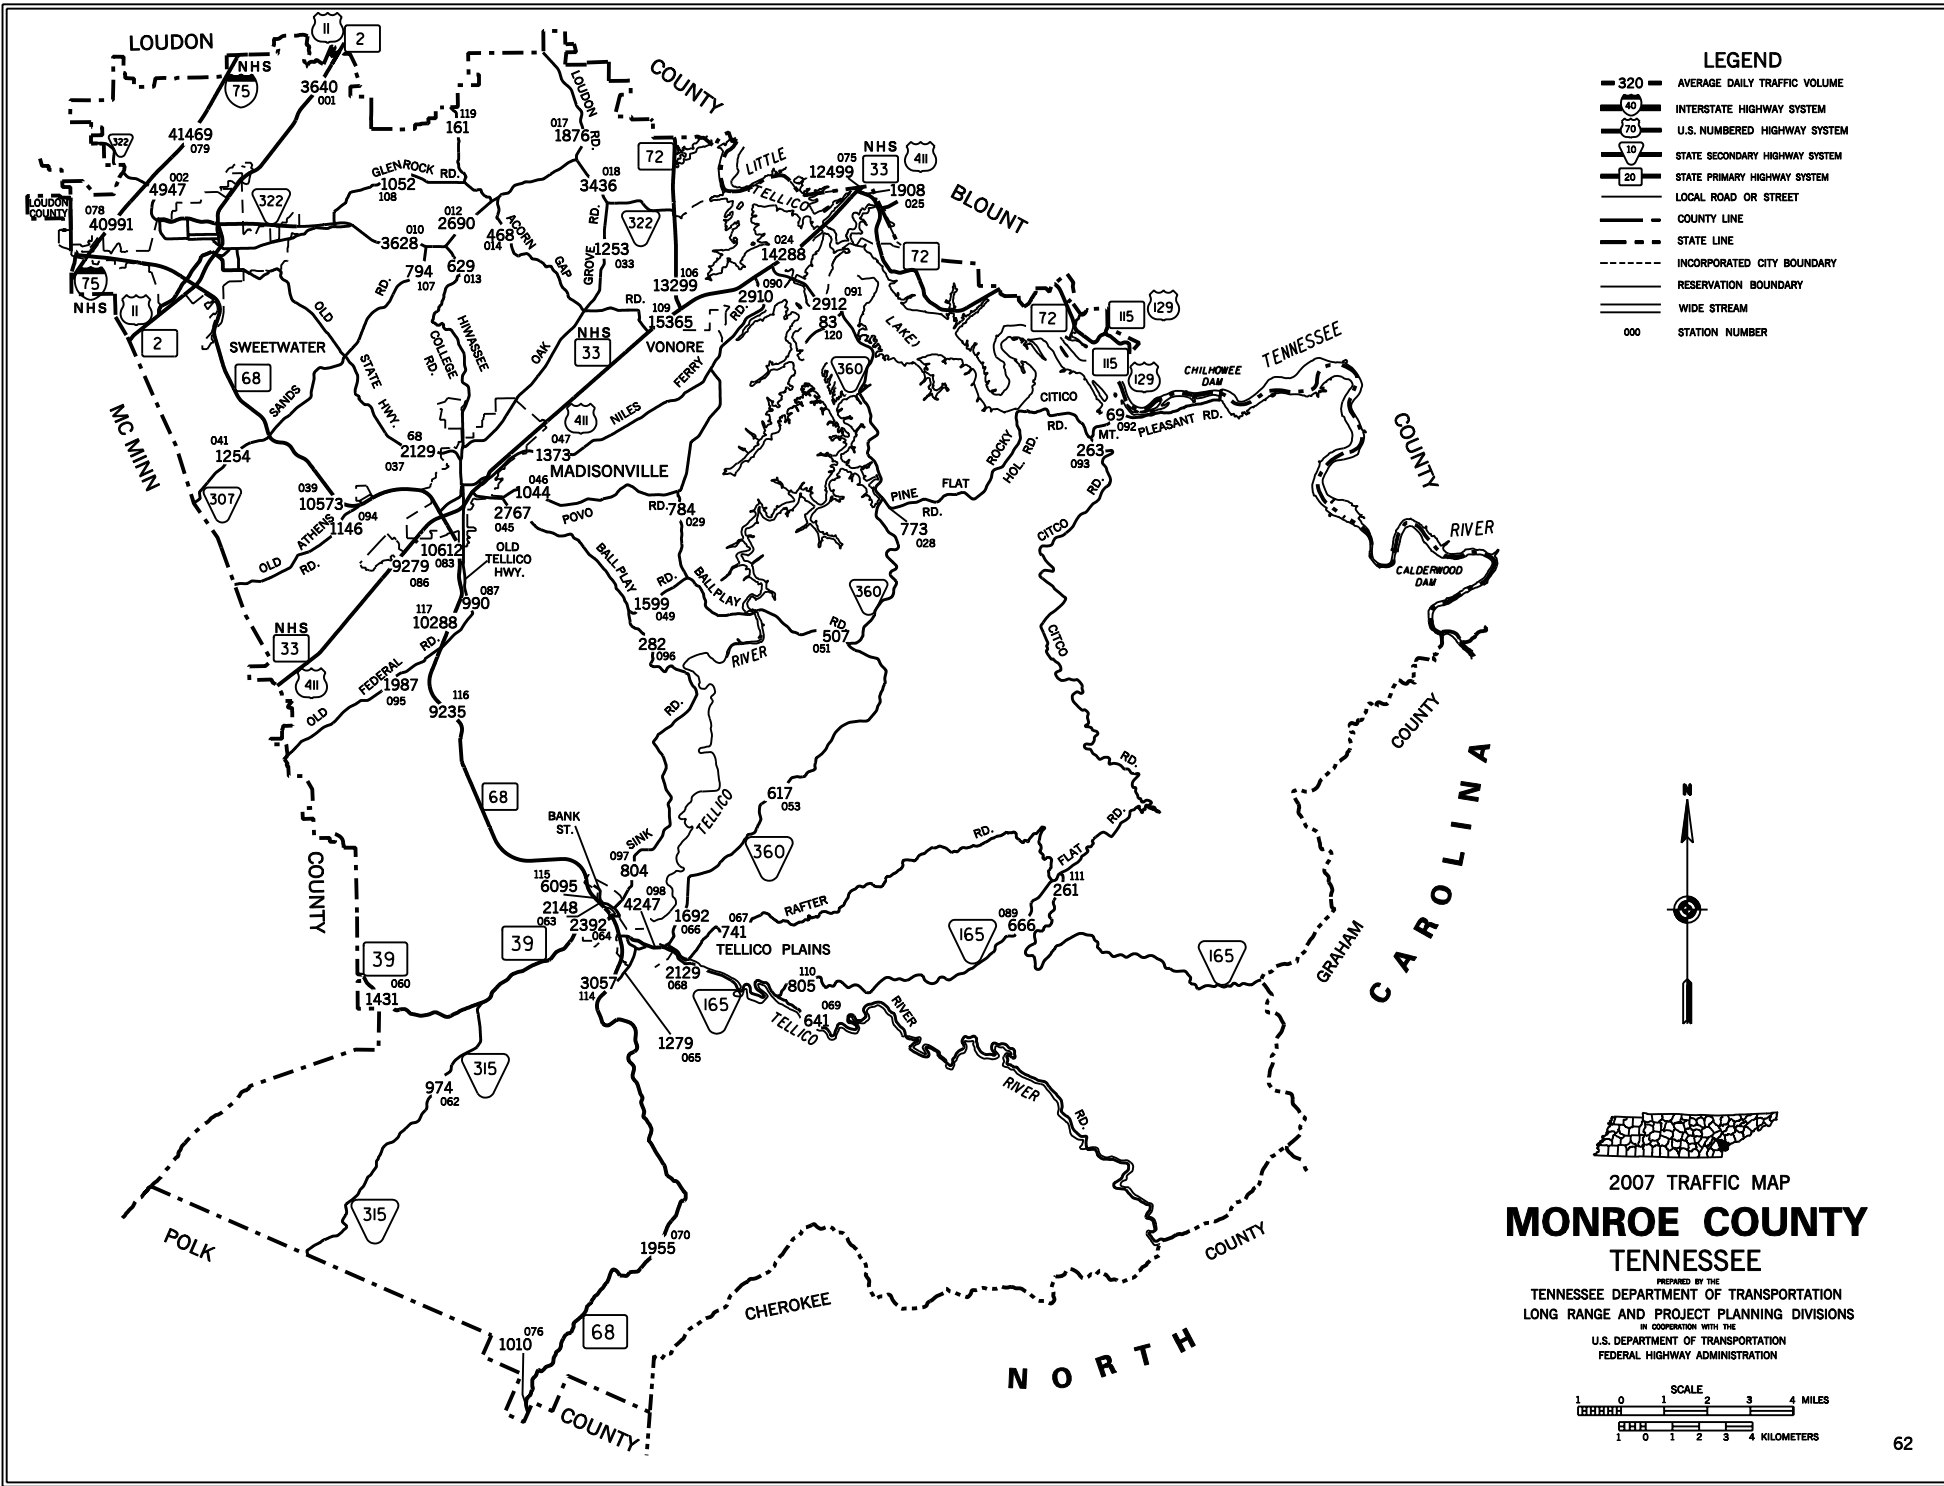 LOUDON
COUNTY
11
2
NHS
75
3640
001
119
161
017
1876
LOUDON
RD.
322
41469
079
002
4947
LOUDON
COUNTY
078
40991
322
GLENROCK RD.
1052
108
018
3436
72
LITTLE
(TELLICO
LAKE)
075
12499
NHS
33
411
1908
025
BLOUNT
COUNTY
75
NHS
11
2
012
2690
010
3628
794
107
629
013
468
014
ACORN
GAP
RD.
GROVE
RD.
1253
033
322
106
13299
024
14288
72
109
15365
VONORE
090
2910
091
2912
83
120
360
NHS
33
OAK
SWEETWATER
68
OLD
STATE
HWY.
68
SANDS
RD.
HIWASSEE
COLLEGE
RD.
NILES
FERRY
RD.
411
72
115
129
115
129
CHILHOWEE
DAM
TENNESSEE
RIVER
CALDERWOOD
DAM
MC MINN
COUNTY
041
1254
307
2129
037
047
1373
MADISONVILLE
046
1044
039
10573
094
1146
OLD
ATHENS
RD.
2767
045
POVO
RD.
784
029
10612
083
OLD
TELLICO
HWY.
9279
086
087
990
117
10288
NHS
33
411
OLD
FEDERAL
RD.
1987
095
116
9235
BALLPLAY
RD.
1599
049
BALLPLAY
RD.
282
096
507
051
RIVER
360
PINE
FLAT
RD.
773
028
ROCKY
HOL. RD.
CITICO
RD.
69
092
MT.
PLEASANT RD.
263
093
CITCO
RD.
CITCO
RD.
68
BANK
ST.
SINK
RD.
TELLICO
617
053
360
097
804
115
6095
2148
063
2392
064
098
4247
1692
066
067
741
RAFTER
RD.
TELLICO PLAINS
FLAT
RD.
111
261
089
666
165
165
39
39
060
1431
3057
114
2129
068
165
110
805
069
641
TELLICO
RIVER
RIVER
RD.
1279
065
315
974
062
315
070
1955
68
076
1010
POLK
COUNTY
CHEROKEE
COUNTY
GRAHAM
COUNTY
NORTH
CAROLINA
LEGEND
320 AVERAGE DAILY TRAFFIC VOLUME
40 INTERSTATE HIGHWAY SYSTEM
70 U.S. NUMBERED HIGHWAY SYSTEM
10 STATE SECONDARY HIGHWAY SYSTEM
20 STATE PRIMARY HIGHWAY SYSTEM
LOCAL ROAD OR STREET
COUNTY LINE
STATE LINE
INCORPORATED CITY BOUNDARY
RESERVATION BOUNDARY
WIDE STREAM
000 STATION NUMBER
N
2007 TRAFFIC MAP
MONROE COUNTY
TENNESSEE
PREPARED BY THE
TENNESSEE DEPARTMENT OF TRANSPORTATION
LONG RANGE AND PROJECT PLANNING DIVISIONS
IN COOPERATION WITH THE
U.S. DEPARTMENT OF TRANSPORTATION
FEDERAL HIGHWAY ADMINISTRATION
SCALE
1 0 1 2 3 4 MILES
1 0 1 2 3 4 KILOMETERS
62